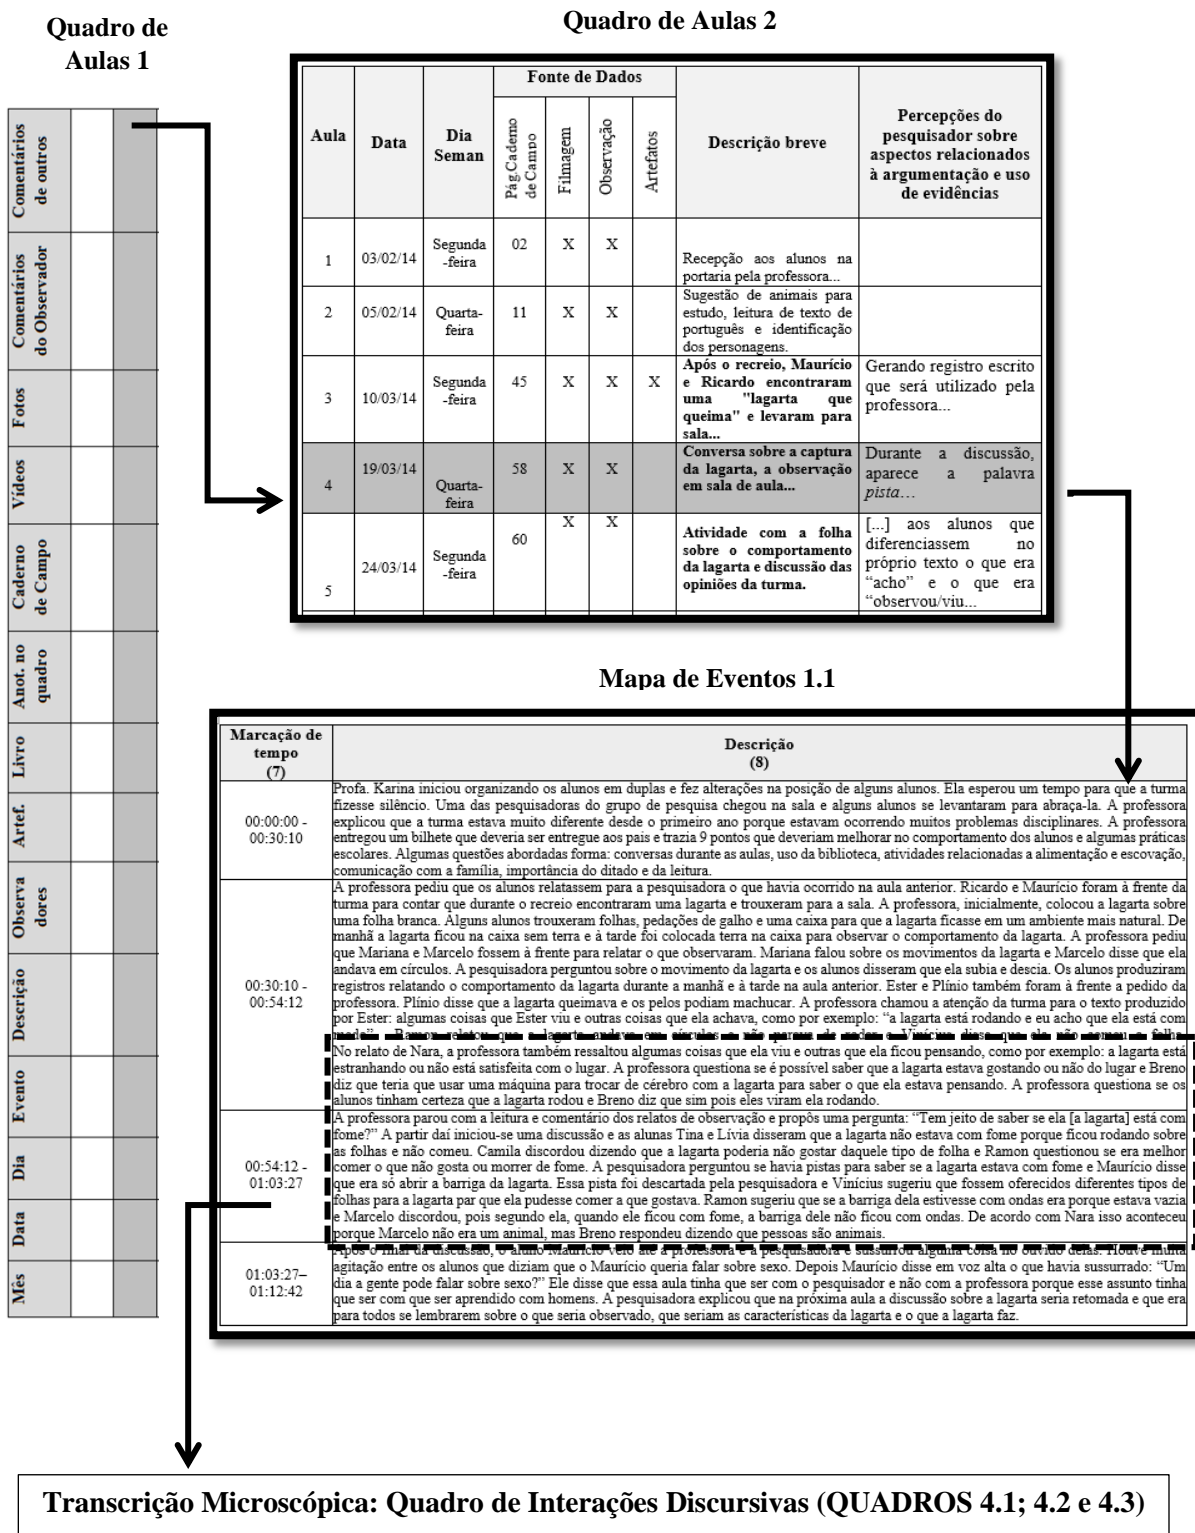 Quadro de
Aulas 1
Quadro de Aulas 2
Comentários
de outros
Comentários
do Observador
Fotos
Vídeos
Caderno
de Campo
Anot. no
quadro
Livro
Artef.
Observa
dores
Descrição
Evento
Dia
Data
Mês
Aula
Data
Dia
Seman
Fonte de Dados
Pág.Caderno
de Campo
Filmagem
Observação
Artefatos
Descrição breve
Percepções do
pesquisador sobre
aspectos relacionados
à argumentação e uso
de evidências
1
03/02/14
Segunda
-feira
02
X
X
Recepção aos alunos na
portaria pela professora...
2
05/02/14
Quarta-
feira
11
X
X
Sugestão de animais para
estudo, leitura de texto de
português e identificação
dos personagens.
3
10/03/14
Segunda
-feira
45
X
X
X
Após o recreio, Maurício
e Ricardo encontraram
uma "lagarta que
queima" e levaram para
sala...
Gerando registro escrito
que será utilizado pela
professora...
4
19/03/14
Quarta-
feira
58
X
X
Conversa sobre a captura
da lagarta, a observação
em sala de aula...
Durante a discussão,
aparece a palavra
pista...
5
24/03/14
Segunda
-feira
60
X
X
Atividade com a folha
sobre o comportamento
da lagarta e discussão das
opiniões da turma.
[...] aos alunos que
diferenciassem no
próprio texto o que era
“acho” e o que era
“observou/viu...
Mapa de Eventos 1.1
Marcação de
tempo
(7)
Descrição
(8)
00:00:00 -
00:30:10
Profa. Karina iniciou organizando os alunos em duplas e fez alterações na posição de alguns alunos. Ela esperou um tempo para que a turma
fizesse silêncio. Uma das pesquisadoras do grupo de pesquisa chegou na sala e alguns alunos se levantaram para abraça-la. A professora
explicou que a turma estava muito diferente desde o primeiro ano porque estavam ocorrendo muitos problemas disciplinares. A professora
entregou um bilhete que deveria ser entregue aos pais e trazia 9 pontos que deveriam melhorar no comportamento dos alunos e algumas práticas
escolares. Algumas questões abordadas forma: conversas durante as aulas, uso da biblioteca, atividades relacionadas a alimentação e escovação,
comunicação com a família, importância do ditado e da leitura.
00:30:10 -
00:54:12
A professora pediu que os alunos relatassem para a pesquisadora o que havia ocorrido na aula anterior. Ricardo e Maurício foram à frente da
turma para contar que durante o recreio encontraram uma lagarta e trouxeram para a sala. A professora, inicialmente, colocou a lagarta sobre
uma folha branca. Alguns alunos trouxeram folhas, pedações de galho e uma caixa para que a lagarta ficasse em um ambiente mais natural. De
manhã a lagarta ficou na caixa sem terra e à tarde foi colocada terra na caixa para observar o comportamento da lagarta. A professora pediu
que Mariana e Marcelo fossem à frente para relatar o que observaram. Mariana falou sobre os movimentos da lagarta e Marcelo disse que ela
andava em círculos. A pesquisadora perguntou sobre o movimento da lagarta e os alunos disseram que ela subia e descia. Os alunos produziram
registros relatando o comportamento da lagarta durante a manhã e à tarde na aula anterior. Ester e Plínio também foram à frente a pedido da
professora. Plínio disse que a lagarta queimava e os pelos podiam machucar. A professora chamou a atenção da turma para o texto produzido
por Ester: algumas coisas que Ester viu e outras coisas que ela achava, como por exemplo: “a lagarta está rodando e eu acho que ela está com
medo”. Ramon relatou que a lagarta andava em círculos e não parava de rodar e Vinícius disse que ela não comeu a folha.
No relato de Nara, a professora também ressaltou algumas coisas que ela viu e outras que ela ficou pensando, como por exemplo: a lagarta está
estranhando ou não está satisfeita com o lugar. A professora questiona se é possível saber que a lagarta estava gostando ou não do lugar e Breno
diz que teria que usar uma máquina para trocar de cérebro com a lagarta para saber o que ela estava pensando. A professora questiona se os
alunos tinham certeza que a lagarta rodou e Breno diz que sim pois eles viram ela rodando.
00:54:12 -
01:03:27
A professora parou com a leitura e comentário dos relatos de observação e propôs uma pergunta: “Tem jeito de saber se ela [a lagarta] está com
fome?” A partir daí iniciou-se uma discussão e as alunas Tina e Lívia disseram que a lagarta não estava com fome porque ficou rodando sobre
as folhas e não comeu. Camila discordou dizendo que a lagarta poderia não gostar daquele tipo de folha e Ramon questionou se era melhor
comer o que não gosta ou morrer de fome. A pesquisadora perguntou se havia pistas para saber se a lagarta estava com fome e Maurício disse
que era só abrir a barriga da lagarta. Essa pista foi descartada pela pesquisadora e Vinícius sugeriu que fossem oferecidos diferentes tipos de
folhas para a lagarta par que ela pudesse comer a que gostava. Ramon sugeriu que se a barriga dela estivesse com ondas era porque estava vazia
e Marcelo discordou, pois segundo ela, quando ele ficou com fome, a barriga dele não ficou com ondas. De acordo com Nara isso aconteceu
porque Marcelo não era um animal, mas Breno respondeu dizendo que pessoas são animais.
01:03:27–
01:12:42
Após o final da discussão, o aluno Maurício veio até a professora e a pesquisadora e sussurrou alguma coisa no ouvido delas. Houve muita
agitação entre os alunos que diziam que o Maurício queria falar sobre sexo. Depois Maurício disse em voz alta o que havia sussurrado: “Um
dia a gente pode falar sobre sexo?” Ele disse que essa aula tinha que ser com o pesquisador e não com a professora porque esse assunto tinha
que ser com que ser aprendido com homens. A pesquisadora explicou que na próxima aula a discussão sobre a lagarta seria retomada e que era
para todos se lembrarem sobre o que seria observado, que seriam as características da lagarta e o que a lagarta faz.
Transcrição Microscópica: Quadro de Interações Discursivas (QUADROS 4.1; 4.2 e 4.3)